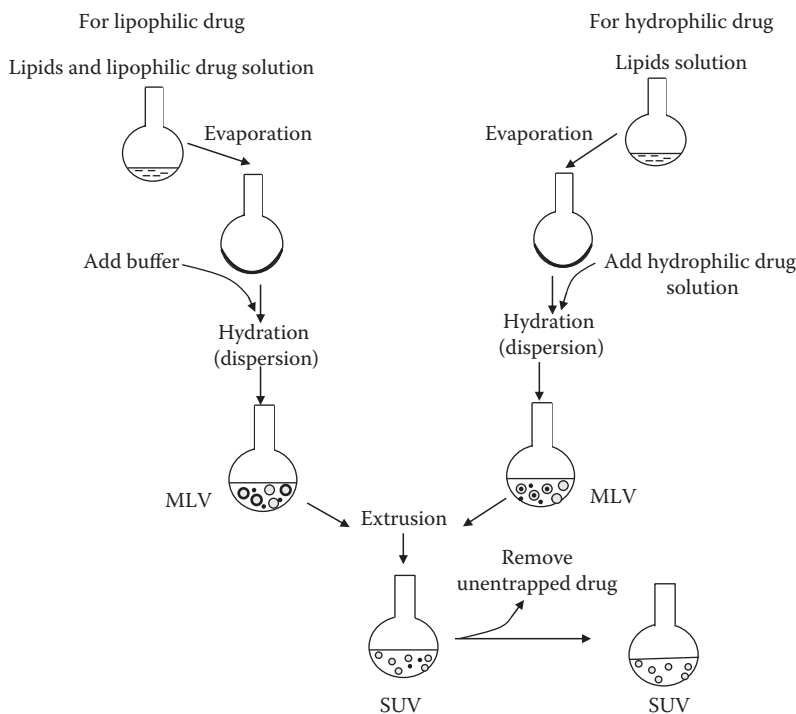 For lipophilic drug
For hydrophilic drug
Lipids and lipophilic drug solution
Lipids solution
Evaporation
Evaporation
Add buffer
Add hydrophilic drug
solution
Hydration
(dispersion)
Hydration
(dispersion)
MLV
MLV
Extrusion
Remove
unentrapped drug
SUV
SUV